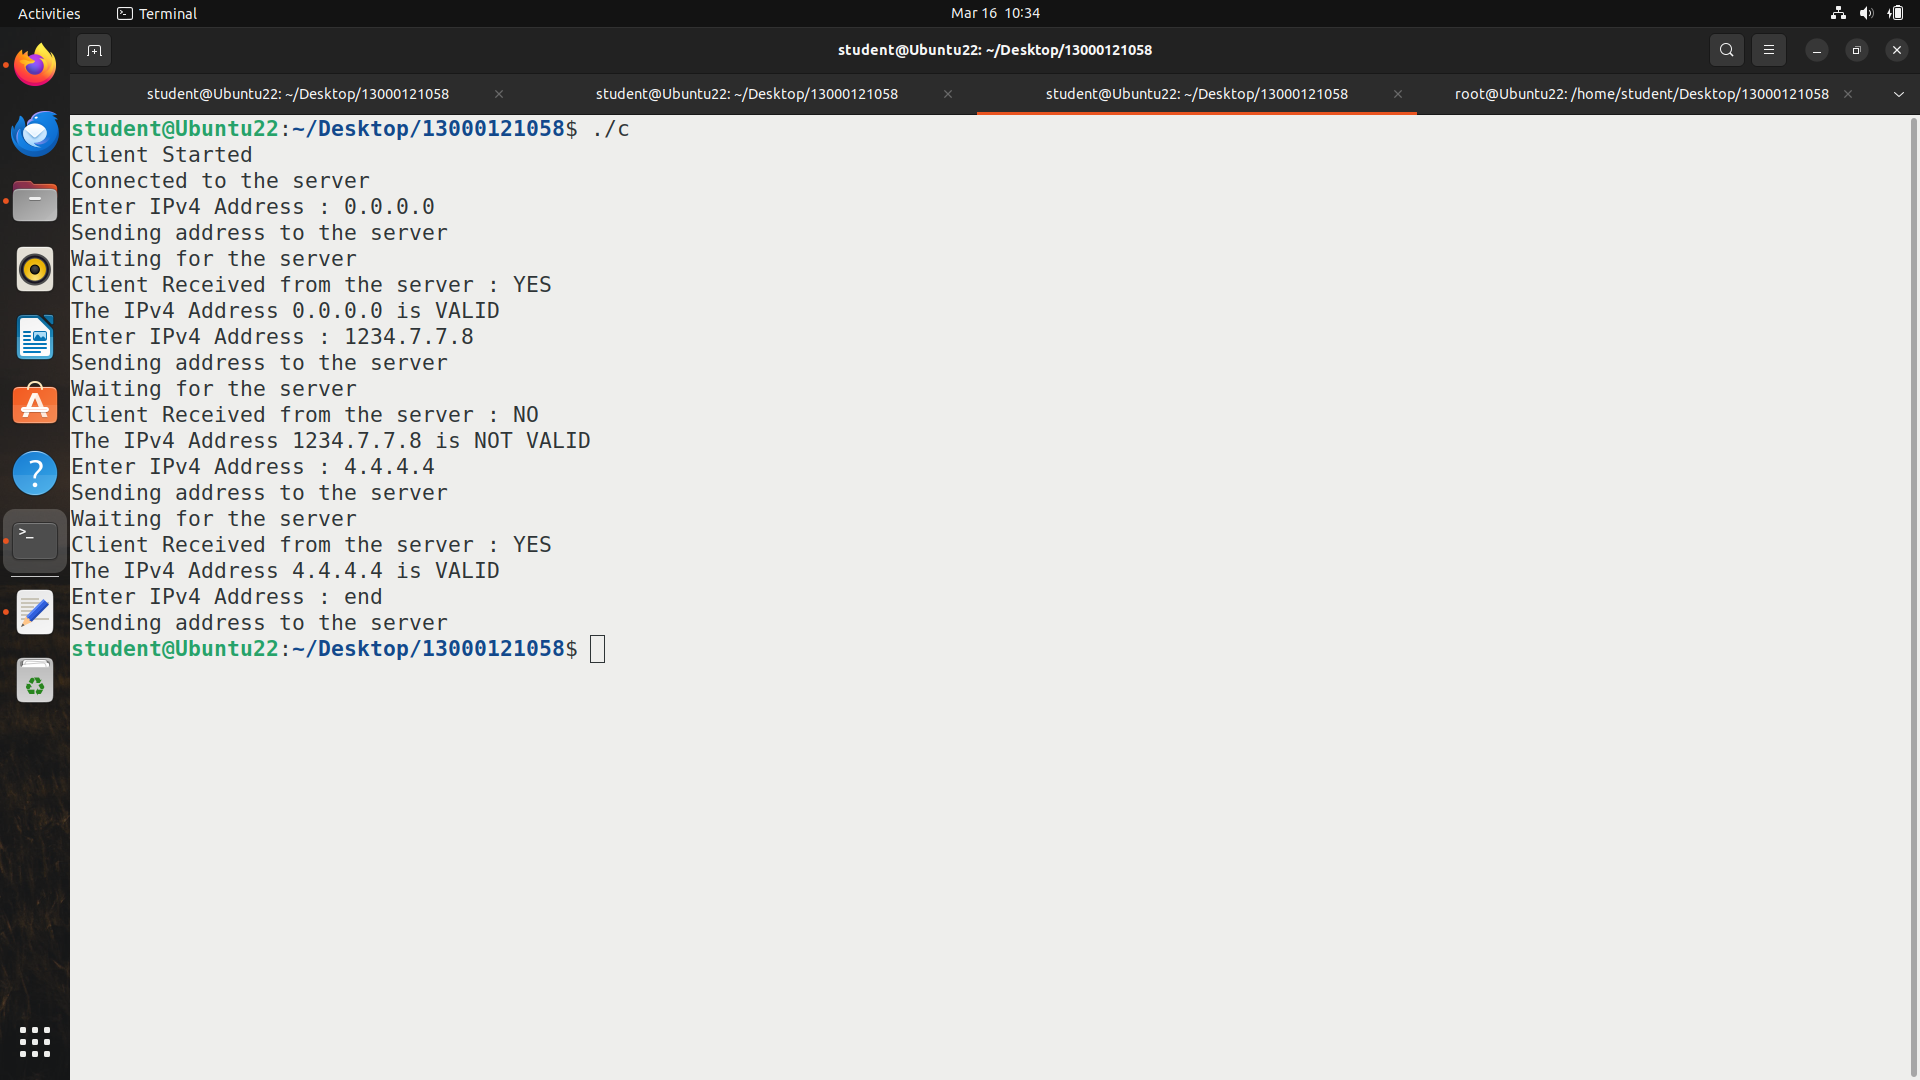 Activities Terminal Mar 16 10:34
student@Ubuntu22: ~/Desktop/13000121058
student@Ubuntu22: ~/Desktop/13000121058 student@Ubuntu22: ~/Desktop/13000121058 student@Ubuntu22: ~/Desktop/13000121058 root@Ubuntu22: /home/student/Desktop/13000121058
student@Ubuntu22:~/Desktop/13000121058$ ./c
Client Started
Connected to the server
Enter IPv4 Address : 0.0.0.0
Sending address to the server
Waiting for the server
Client Received from the server : YES
The IPv4 Address 0.0.0.0 is VALID
Enter IPv4 Address : 1234.7.7.8
Sending address to the server
Waiting for the server
Client Received from the server : NO
The IPv4 Address 1234.7.7.8 is NOT VALID
Enter IPv4 Address : 4.4.4.4
Sending address to the server
Waiting for the server
Client Received from the server : YES
The IPv4 Address 4.4.4.4 is VALID
Enter IPv4 Address : end
Sending address to the server
student@Ubuntu22:~/Desktop/13000121058$